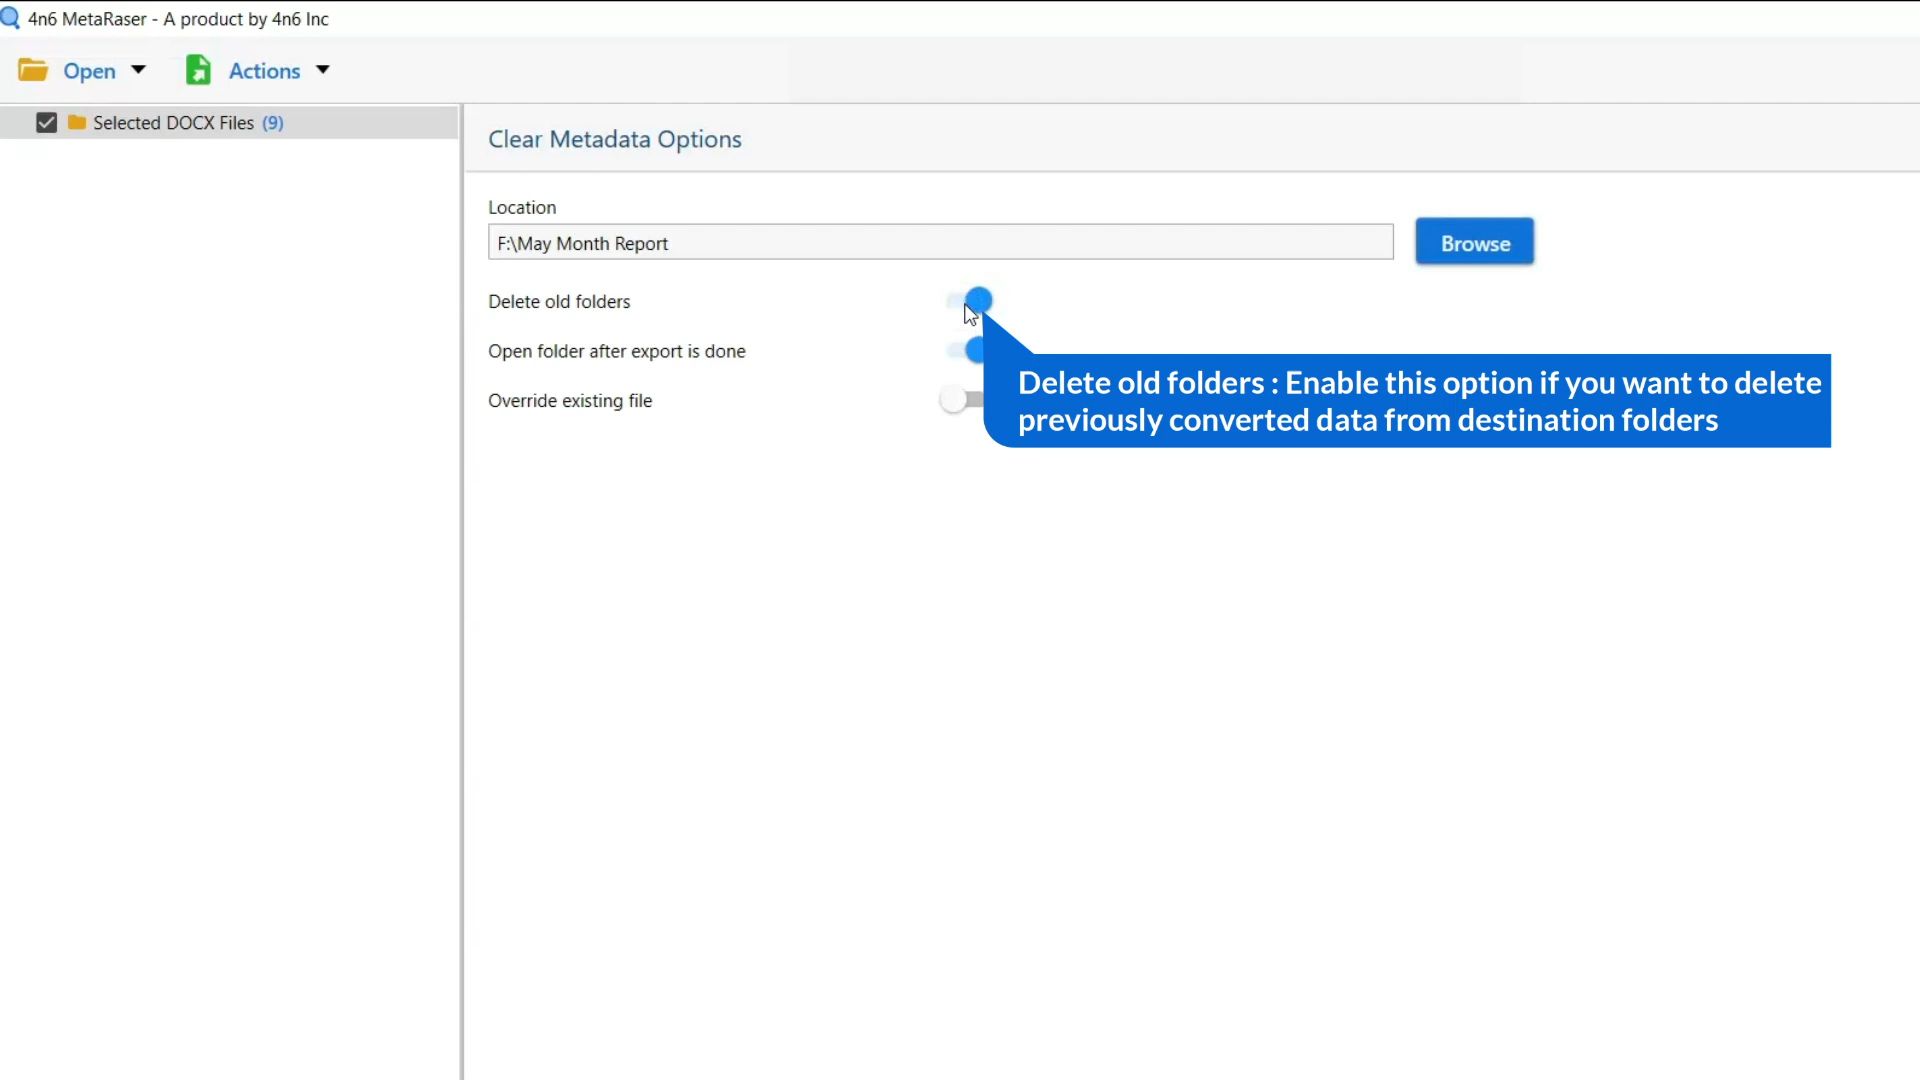 4n6 MetaRaser - A product by 4n6 Inc
Open Actions
Selected DOCX Files (9)
Clear Metadata Options
Location
F:\May Month Report
Browse
Delete old folders
Open folder after export is done
Override existing file
Delete old folders : Enable this option if you want to delete
previously converted data from destination folders